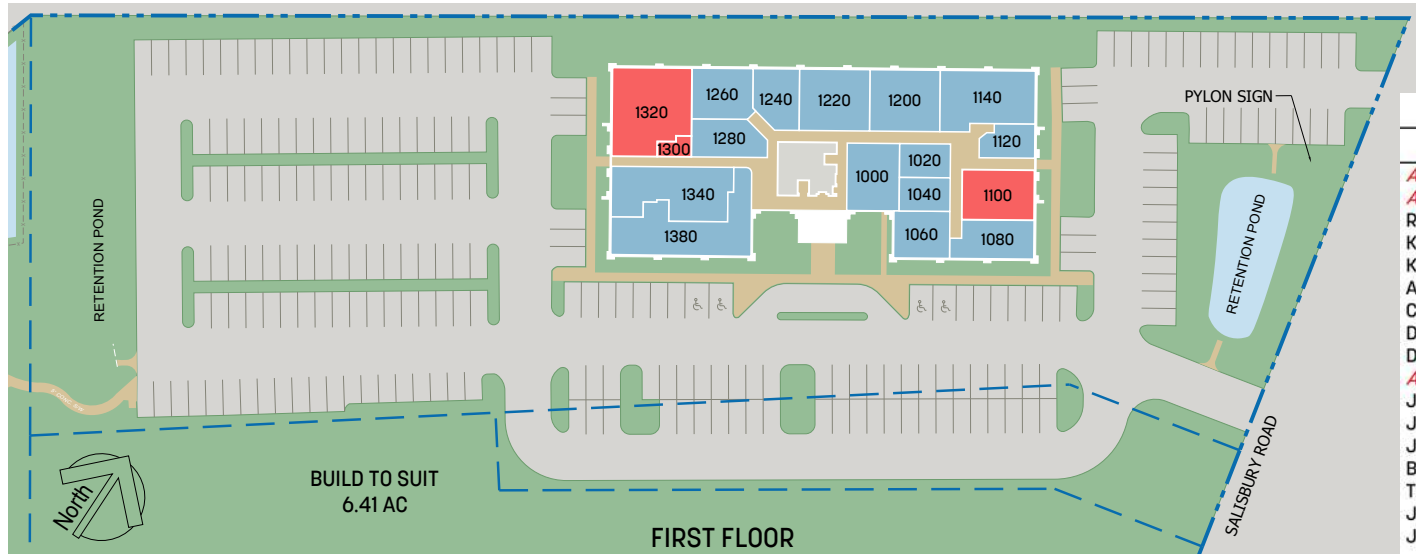 PYLON SIGN
1260
1240
1220
1200
1140
1320
1280
1300
1120
1020
1000
1040
1340
1100
1380
1060
1080
RETENTION POND
RETENTION POND
SALISBURY ROAD
North
BUILD TO SUIT
6.41 AC
FIRST FLOOR
A
A
R
K
K
A
C
D
D
A
J
J
J
B
T
J
J